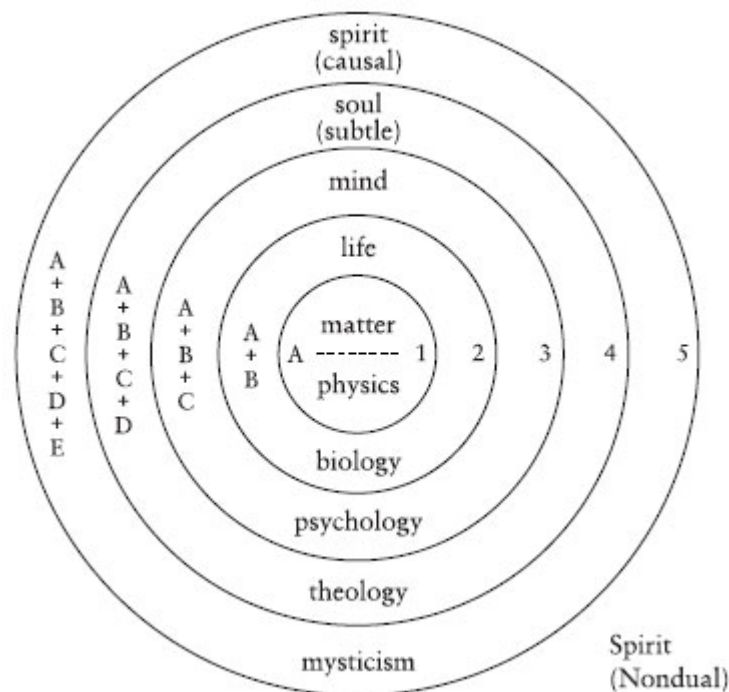 spirit
(causal)
soul
(subtle)
mind
life
matter
A
+
B
+
C
+
D
+
E
A
+
B
+
C
+
D
A
+
B
+
C
A
+
B
A
1
2
3
4
5
physics
biology
psychology
theology
mysticism
Spirit
(Nondual)